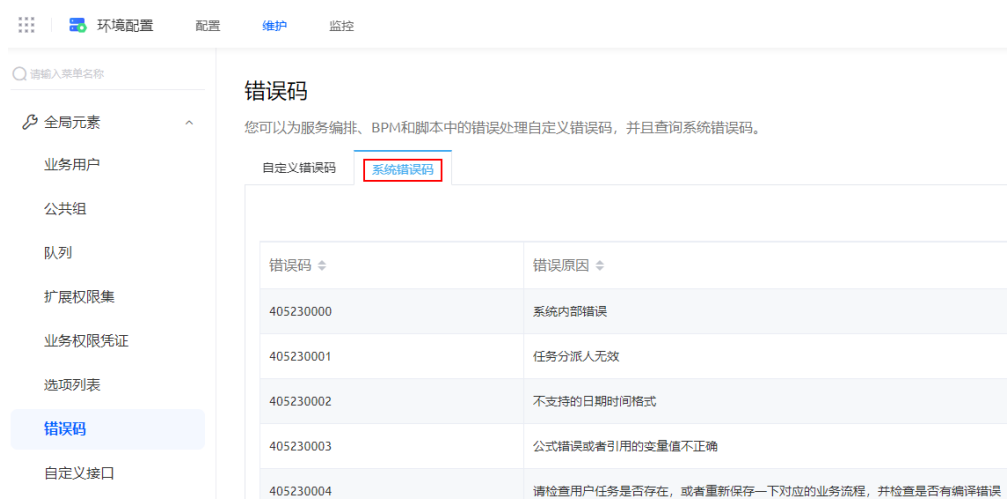 环境配置 配置 维护 监控
请输入菜单名称
全局元素
业务用户
公共组
队列
扩展权限集
业务权限凭证
选项列表
错误码
自定义接口
错误码
您可以为服务编排、BPM和脚本中的错误处理自定义错误码，并且查询系统错误码。
自定义错误码 系统错误码
错误码 错误原因
405230000 系统内部错误
405230001 任务分派人无效
405230002 不支持的日期时间格式
405230003 公式错误或者引用的变量值不正确
405230004 请检查用户任务是否存在，或者重新保存一下对应的业务流程，并检查是否有编译错误